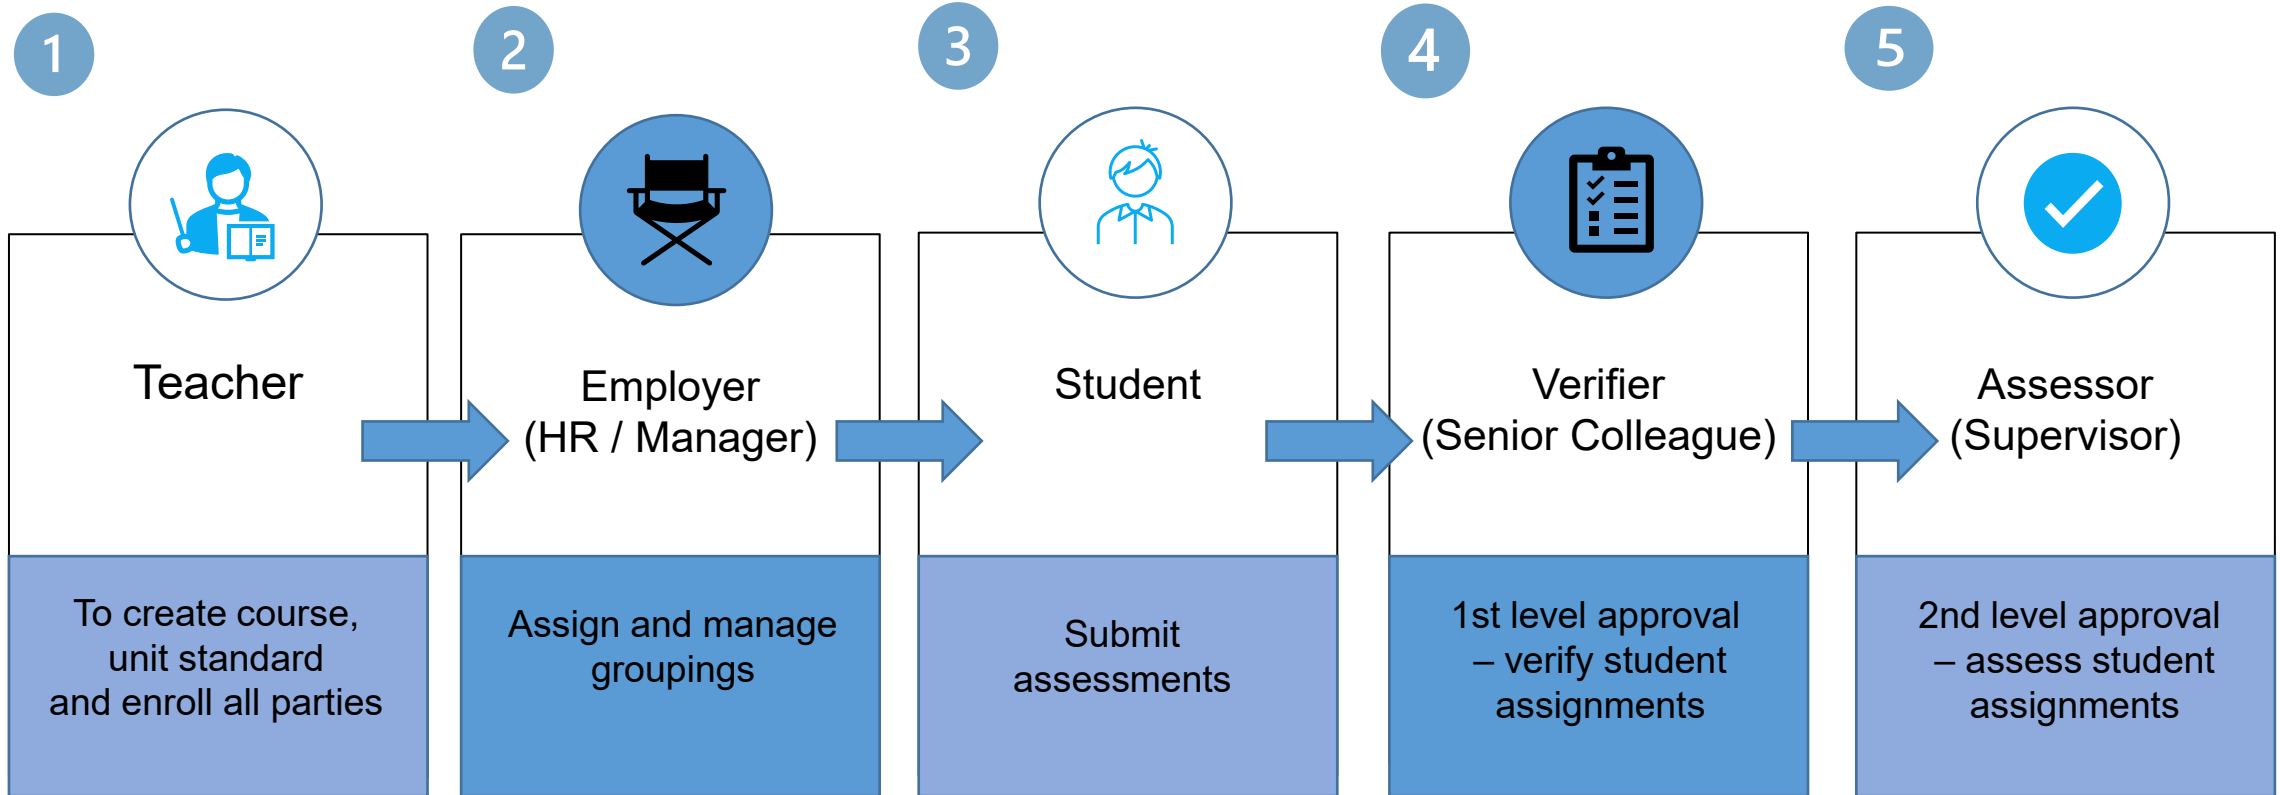 1
2
3
4
5
Teacher
Employer
(HR / Manager)
Student
Verifier
(Senior Colleague)
Assessor
(Supervisor)
To create course,
unit standard
and enroll all parties
Assign and manage
groupings
Submit
assessments
1st level approval
– verify student
assignments
2nd level approval
– assess student
assignments